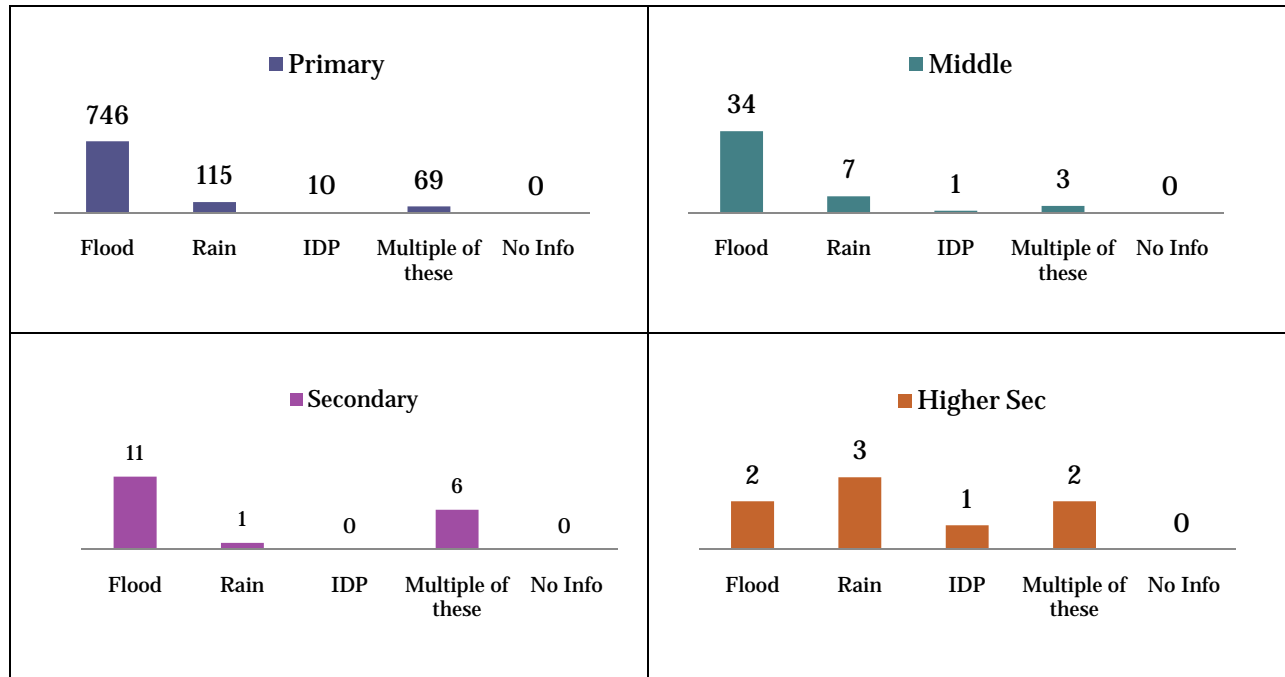 Primary
746
115
10
69
0
Flood
Rain
IDP
Multiple of
these
No Info
Middle
34
7
1
3
0
Flood
Rain
IDP
Multiple of
these
No Info
Secondary
11
1
0
6
0
Flood
Rain
IDP
Multiple of
these
No Info
Higher Sec
2
3
1
2
0
Flood
Rain
IDP
Multiple of
these
No Info